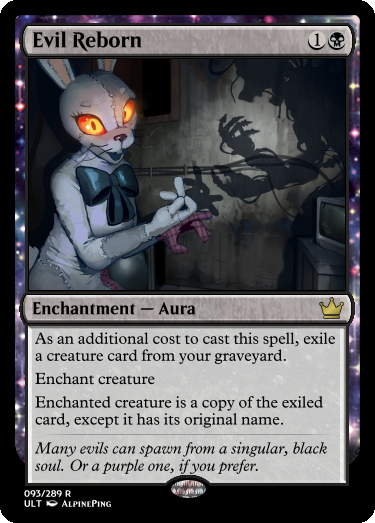 Evil Reborn 1
Enchantment — Aura
As an additional cost to cast this spell, exile
a creature card from your graveyard.
Enchant creature
Enchanted creature is a copy of the exiled
card, except it has its original name.
Many evils can spawn from a singular, black
soul. Or a purple one, if you prefer.
093/289 R
ULT AlpinePing